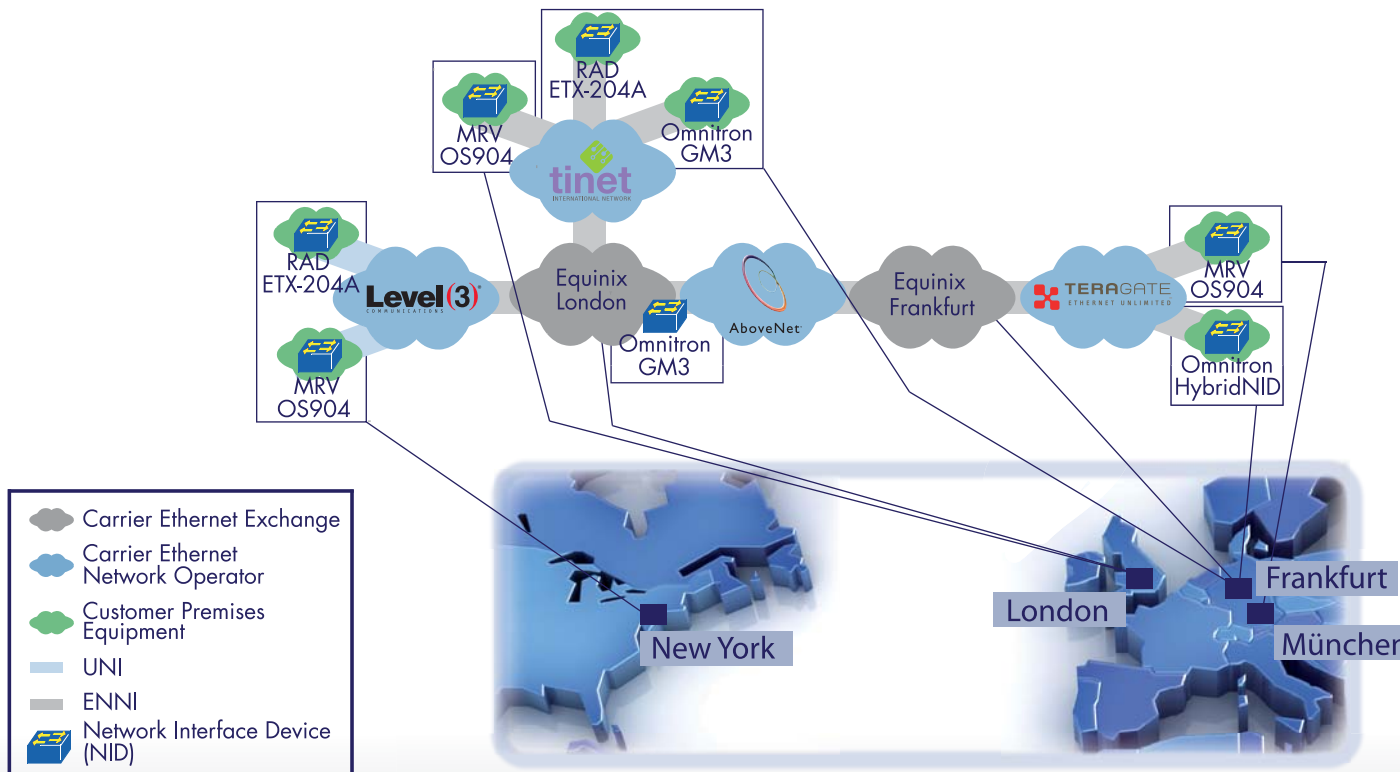 RAD
ETX-204A
MRV
OS904
Omnitron
GM3
tinet
INTERNATIONAL NETWORK
RAD
ETX-204A
Level(3)®
COMMUNICATIONS
MRV
OS904
Equinix
London
Omnitron
GM3
AboveNet
Equinix
Frankfurt
TERAGATE
ETHERNET UNLIMITED
MRV
OS904
Omnitron
HybridNID
Carrier Ethernet Exchange
Carrier Ethernet
Network Operator
Customer Premises
Equipment
UNI
ENNI
Network Interface Device
(NID)
New York
London
Frankfurt
München